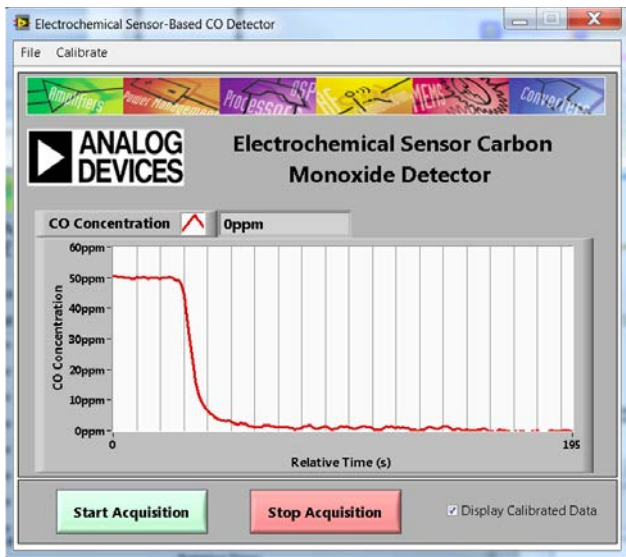 Electrochemical Sensor-Based CO Detector
File Calibrate
Amplifiers Power Management Processors DSP RF MEMS Converters
ANALOG
DEVICES
Electrochemical Sensor Carbon
Monoxide Detector
CO Concentration 0ppm
60ppm
50ppm
40ppm
30ppm
20ppm
10ppm
0ppm
CO Concentration
0 195
Relative Time (s)
Start Acquisition Stop Acquisition Display Calibrated Data